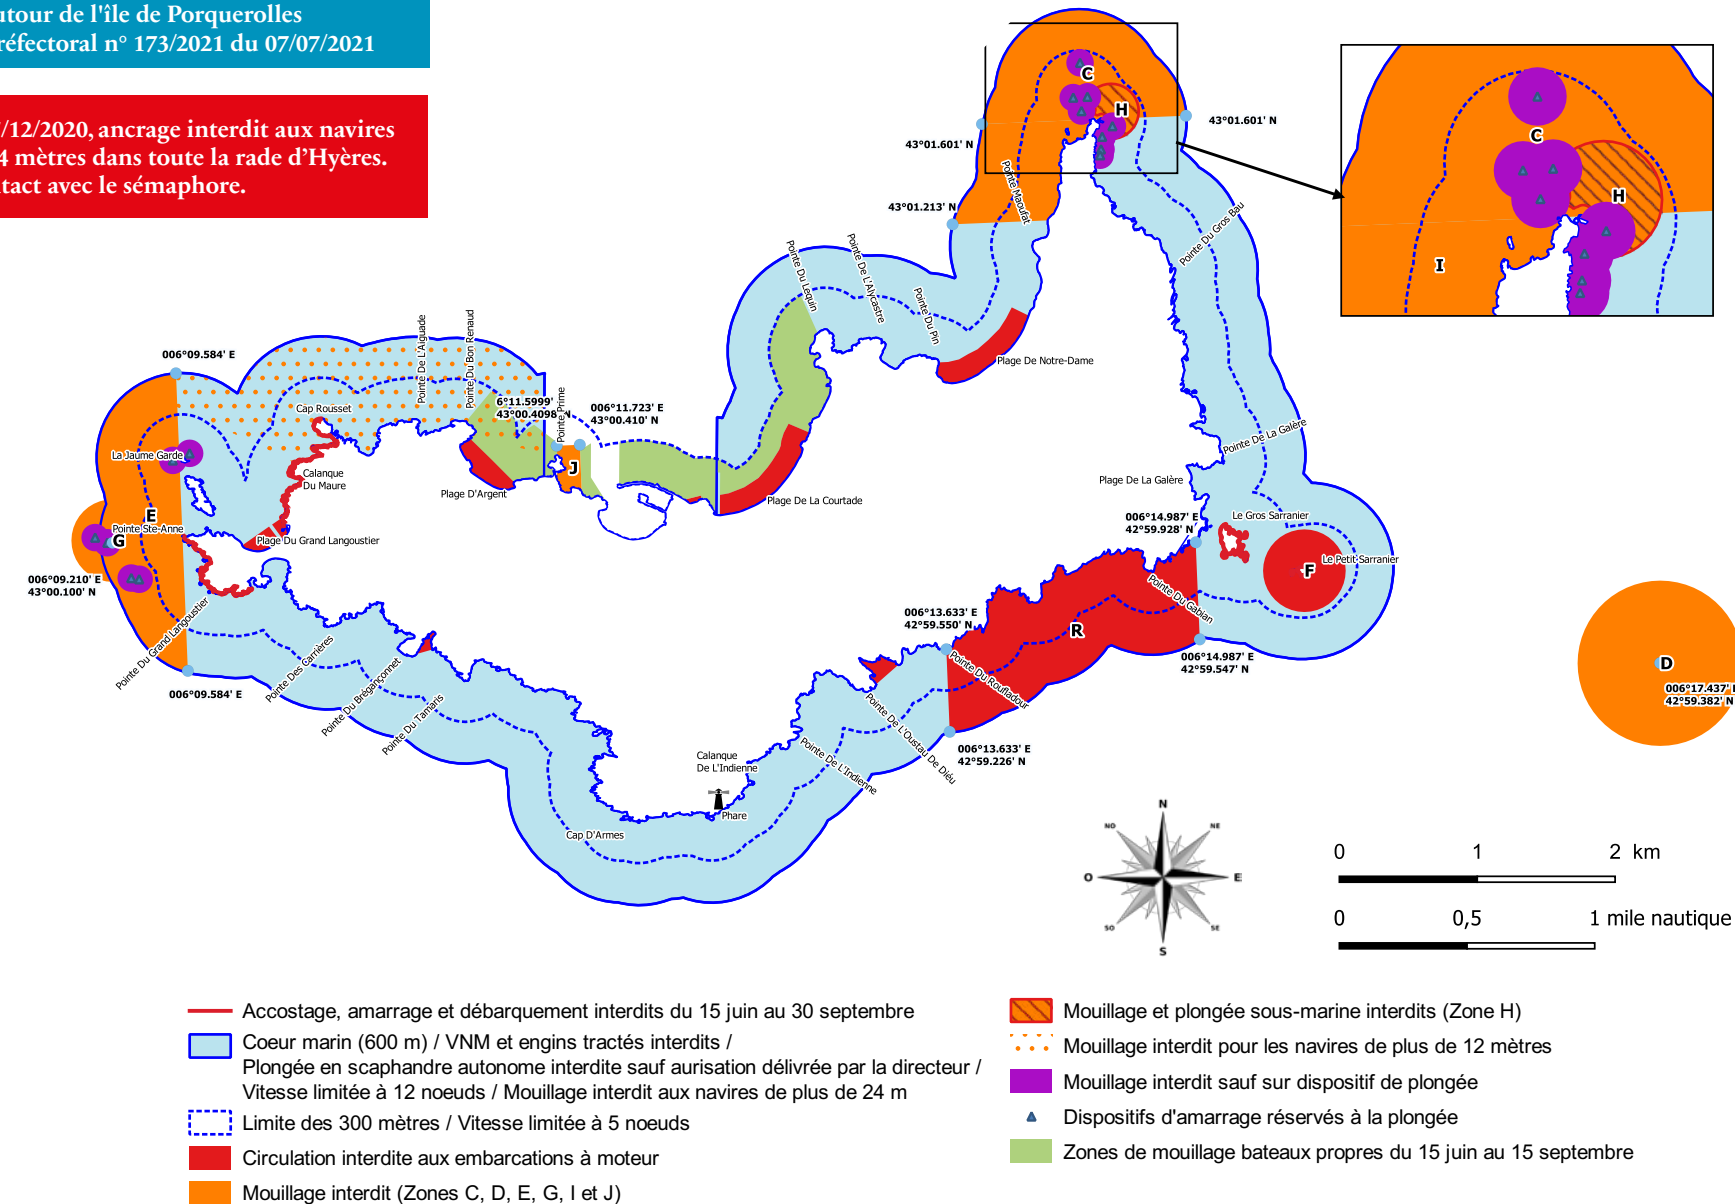 utour de l'île de Porquerolles
réfectoral n° 173/2021 du 07/07/2021
/12/2020, ancrage interdit aux navires
4 mètres dans toute la rade d'Hyères.
ntact avec le sémaphore.
C
H
43°01.601' N
43°01.601' N
43°01.213' N
Pointe Maoufat
Pointe Du Gros Bau
C
H
I
Pointe Du Lequin
Pointe De L'Alycastre
Pointe Du Pin
Plage De Notre-Dame
006°09.584' E
Pointe De L'Aiguade
Pointe Du Bon Renaud
Cap Rousset
6°11.5999'
43°00.4098' N
Pointe Prime
006°11.723' E
43°00.410' N
La Jaume Garde
Calanque
Du Maure
J
Plage D'Argent
Plage De La Courtade
Pointe De La Galère
Plage De La Galère
E
Pointe Ste-Anne
G
Plage Du Grand Langoustier
006°14.987' E
42°59.928' N
Le Gros Sarranier
Le Petit Sarranier
F
006°09.210' E
43°00.100' N
Pointe Du Grand Langoustier
006°09.584' E
Pointe Des Carrières
Pointe Du Brégançonnet
Pointe Du Tamaris
006°13.633' E
42°59.550' N
R
Pointe Du Gabian
006°14.987' E
42°59.547' N
Pointe Du Roufladour
D
006°17.437' E
42°59.382' N
Pointe De L'Oustau De Diéu
Pointe De L'Indienne
006°13.633' E
42°59.226' N
Calanque
De L'Indienne
Phare
Cap D'Armes
N
NO
NE
O
E
SO
SE
S
0 1 2 km
0 0,5 1 mile nautique
Accostage, amarrage et débarquement interdits du 15 juin au 30 septembre
Coeur marin (600 m) / VNM et engins tractés interdits /
Plongée en scaphandre autonome interdite sauf aurisation délivrée par la directeur /
Vitesse limitée à 12 noeuds / Mouillage interdit aux navires de plus de 24 m
Limite des 300 mètres / Vitesse limitée à 5 noeuds
Circulation interdite aux embarcations à moteur
Mouillage interdit (Zones C, D, E, G, I et J)
Mouillage et plongée sous-marine interdits (Zone H)
Mouillage interdit pour les navires de plus de 12 mètres
Mouillage interdit sauf sur dispositif de plongée
Dispositifs d'amarrage réservés à la plongée
Zones de mouillage bateaux propres du 15 juin au 15 septembre